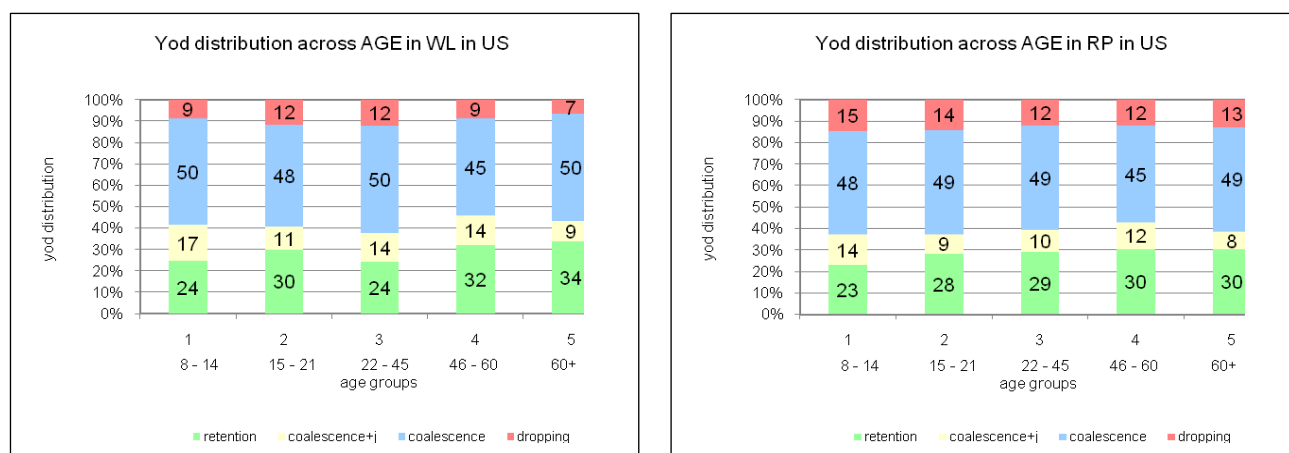 Yod distribution across AGE in WL in US
100%
90%
80%
70%
60%
50%
40%
30%
20%
10%
0%
yod distribution
9 12 12 9 7
50 48 50 45 50
17 11 14 14 9
24 30 24 32 34
1 2 3 4 5
8 - 14 15 - 21 22 - 45 46 - 60 60+
age groups
retention coalescence+j coalescence dropping
Yod distribution across AGE in RP in US
100%
90%
80%
70%
60%
50%
40%
30%
20%
10%
0%
yod distribution
15 14 12 12 13
48 49 49 45 49
14 9 10 12 8
23 28 29 30 30
1 2 3 4 5
8 - 14 15 - 21 22 - 45 46 - 60 60+
age groups
retention coalescence+j coalescence dropping